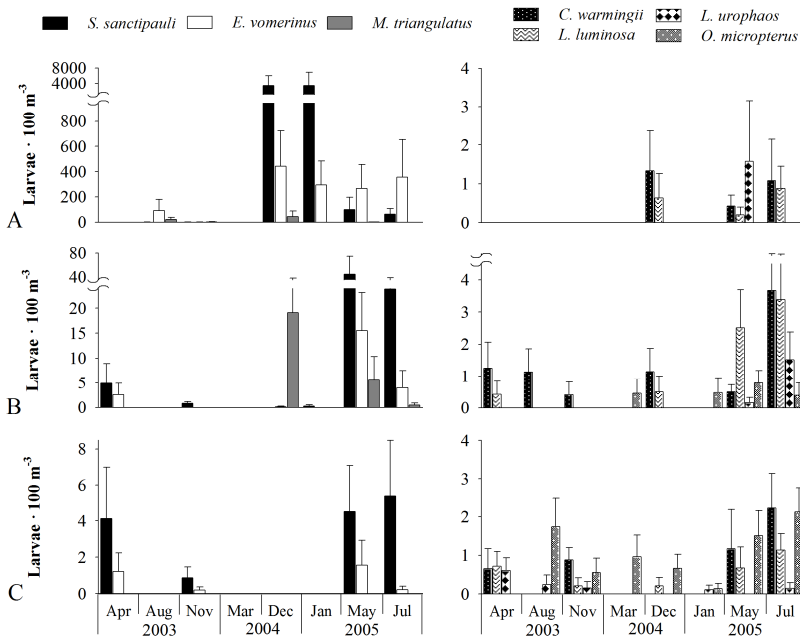 S. sanctipauli E. vomerinus M. triangulatus
C. warmingii L. urophaos
L. luminosa O. micropterus
A
Larvae · 100 m-3
8000
4000
800
600
400
200
0
4
3
2
1
0
B
Larvae · 100 m-3
80
40
20
15
10
5
0
4
3
2
1
0
C
Larvae · 100 m-3
8
6
4
2
0
4
3
2
1
0
Apr Aug Nov Mar Dec Jan May Jul
2003 2004 2005
Apr Aug Nov Mar Dec Jan May Jul
2003 2004 2005